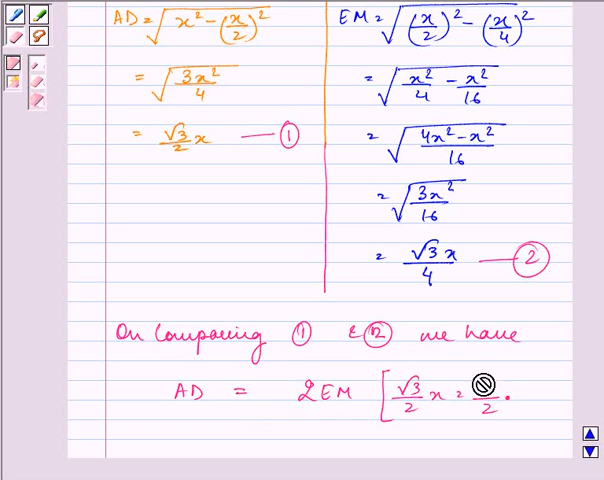 AD = √(x² − (x/2)²)
= √(3x²/4)
= √3/2 x — ①
EM = √((x/2)² − (x/4)²)
= √(x²/4 − x²/16)
= √((4x² − x²)/16)
= √(3x²/16)
= √3x/4 — ②
On Comparing ① & ② we have
AD = 2EM [√3/2 x = /2 .